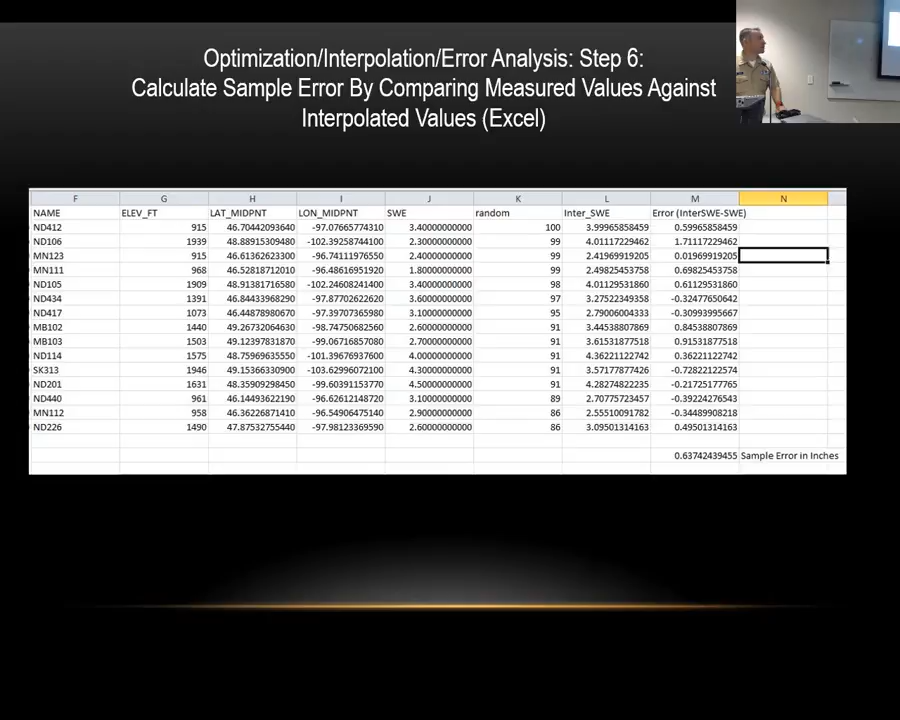 Optimization/Interpolation/Error Analysis: Step 6:
Calculate Sample Error By Comparing Measured Values Against
Interpolated Values (Excel)
F G H I J K L M N
NAME ELEV_FT LAT_MIDPNT LON_MIDPNT SWE random Inter_SWE Error (InterSWE-SWE)
ND412 915 46.70442093640 -97.07665774310 3.40000000000 100 3.99965858459 0.59965858459
ND106 1939 48.88915309480 -102.39258744100 2.30000000000 99 4.01117229462 1.71117229462
MN123 915 46.61362623300 -96.74111976550 2.40000000000 99 2.41969919205 0.01969919205
MN111 968 46.52818712010 -96.48616951920 1.80000000000 99 2.49825453758 0.69825453758
ND105 1909 48.91381716580 -102.24608241400 3.40000000000 98 4.01129531860 0.61129531860
ND434 1391 46.84433968290 -97.87702622620 3.60000000000 97 3.27522349358 -0.32477650642
ND417 1073 46.44878980670 -97.39707365980 3.10000000000 95 2.79006004333 -0.30993995667
MB102 1440 49.26732064630 -98.74750682560 2.60000000000 91 3.44538807869 0.84538807869
MB103 1503 49.12397831870 -99.06716857080 2.70000000000 91 3.61531877518 0.91531877518
ND114 1575 48.75969635550 -101.39676937600 4.00000000000 91 4.36221122742 0.36221122742
SK313 1946 49.15366330900 -103.62996072100 4.30000000000 91 3.57177877426 -0.72822122574
ND201 1631 48.35909298450 -99.60391153770 4.50000000000 91 4.28274822235 -0.21725177765
ND440 961 46.14493622190 -96.62612148720 3.10000000000 89 2.70775723457 -0.39224276543
MN112 958 46.36226871410 -96.54906475140 2.90000000000 86 2.55510091782 -0.34489908218
ND226 1490 47.87532755440 -97.98123369590 2.60000000000 86 3.09501314163 0.49501314163
0.63742439455 Sample Error in Inches